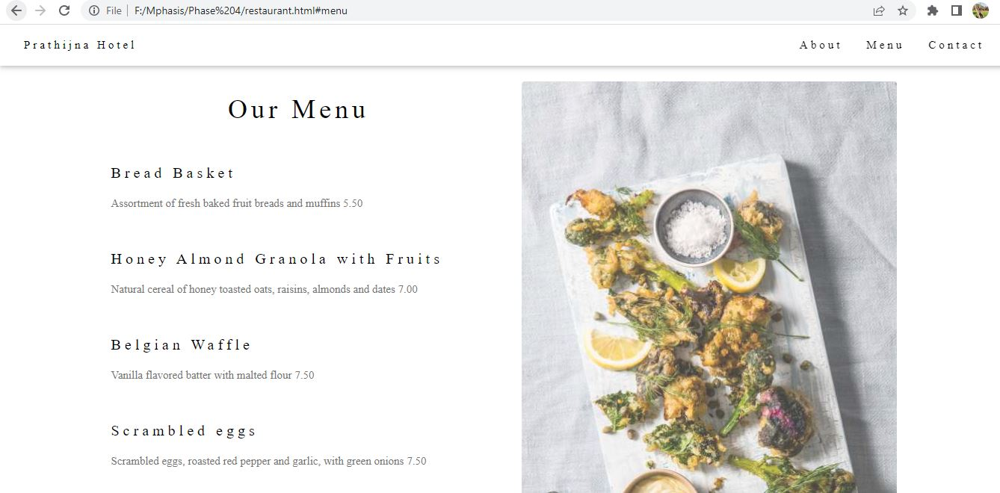 File | F:/Mphasis/Phase%204/restaurant.html#menu
Prathijna Hotel
About Menu Contact
Our Menu
Bread Basket
Assortment of fresh baked fruit breads and muffins 5.50
Honey Almond Granola with Fruits
Natural cereal of honey toasted oats, raisins, almonds and dates 7.00
Belgian Waffle
Vanilla flavored batter with malted flour 7.50
Scrambled eggs
Scrambled eggs, roasted red pepper and garlic, with green onions 7.50